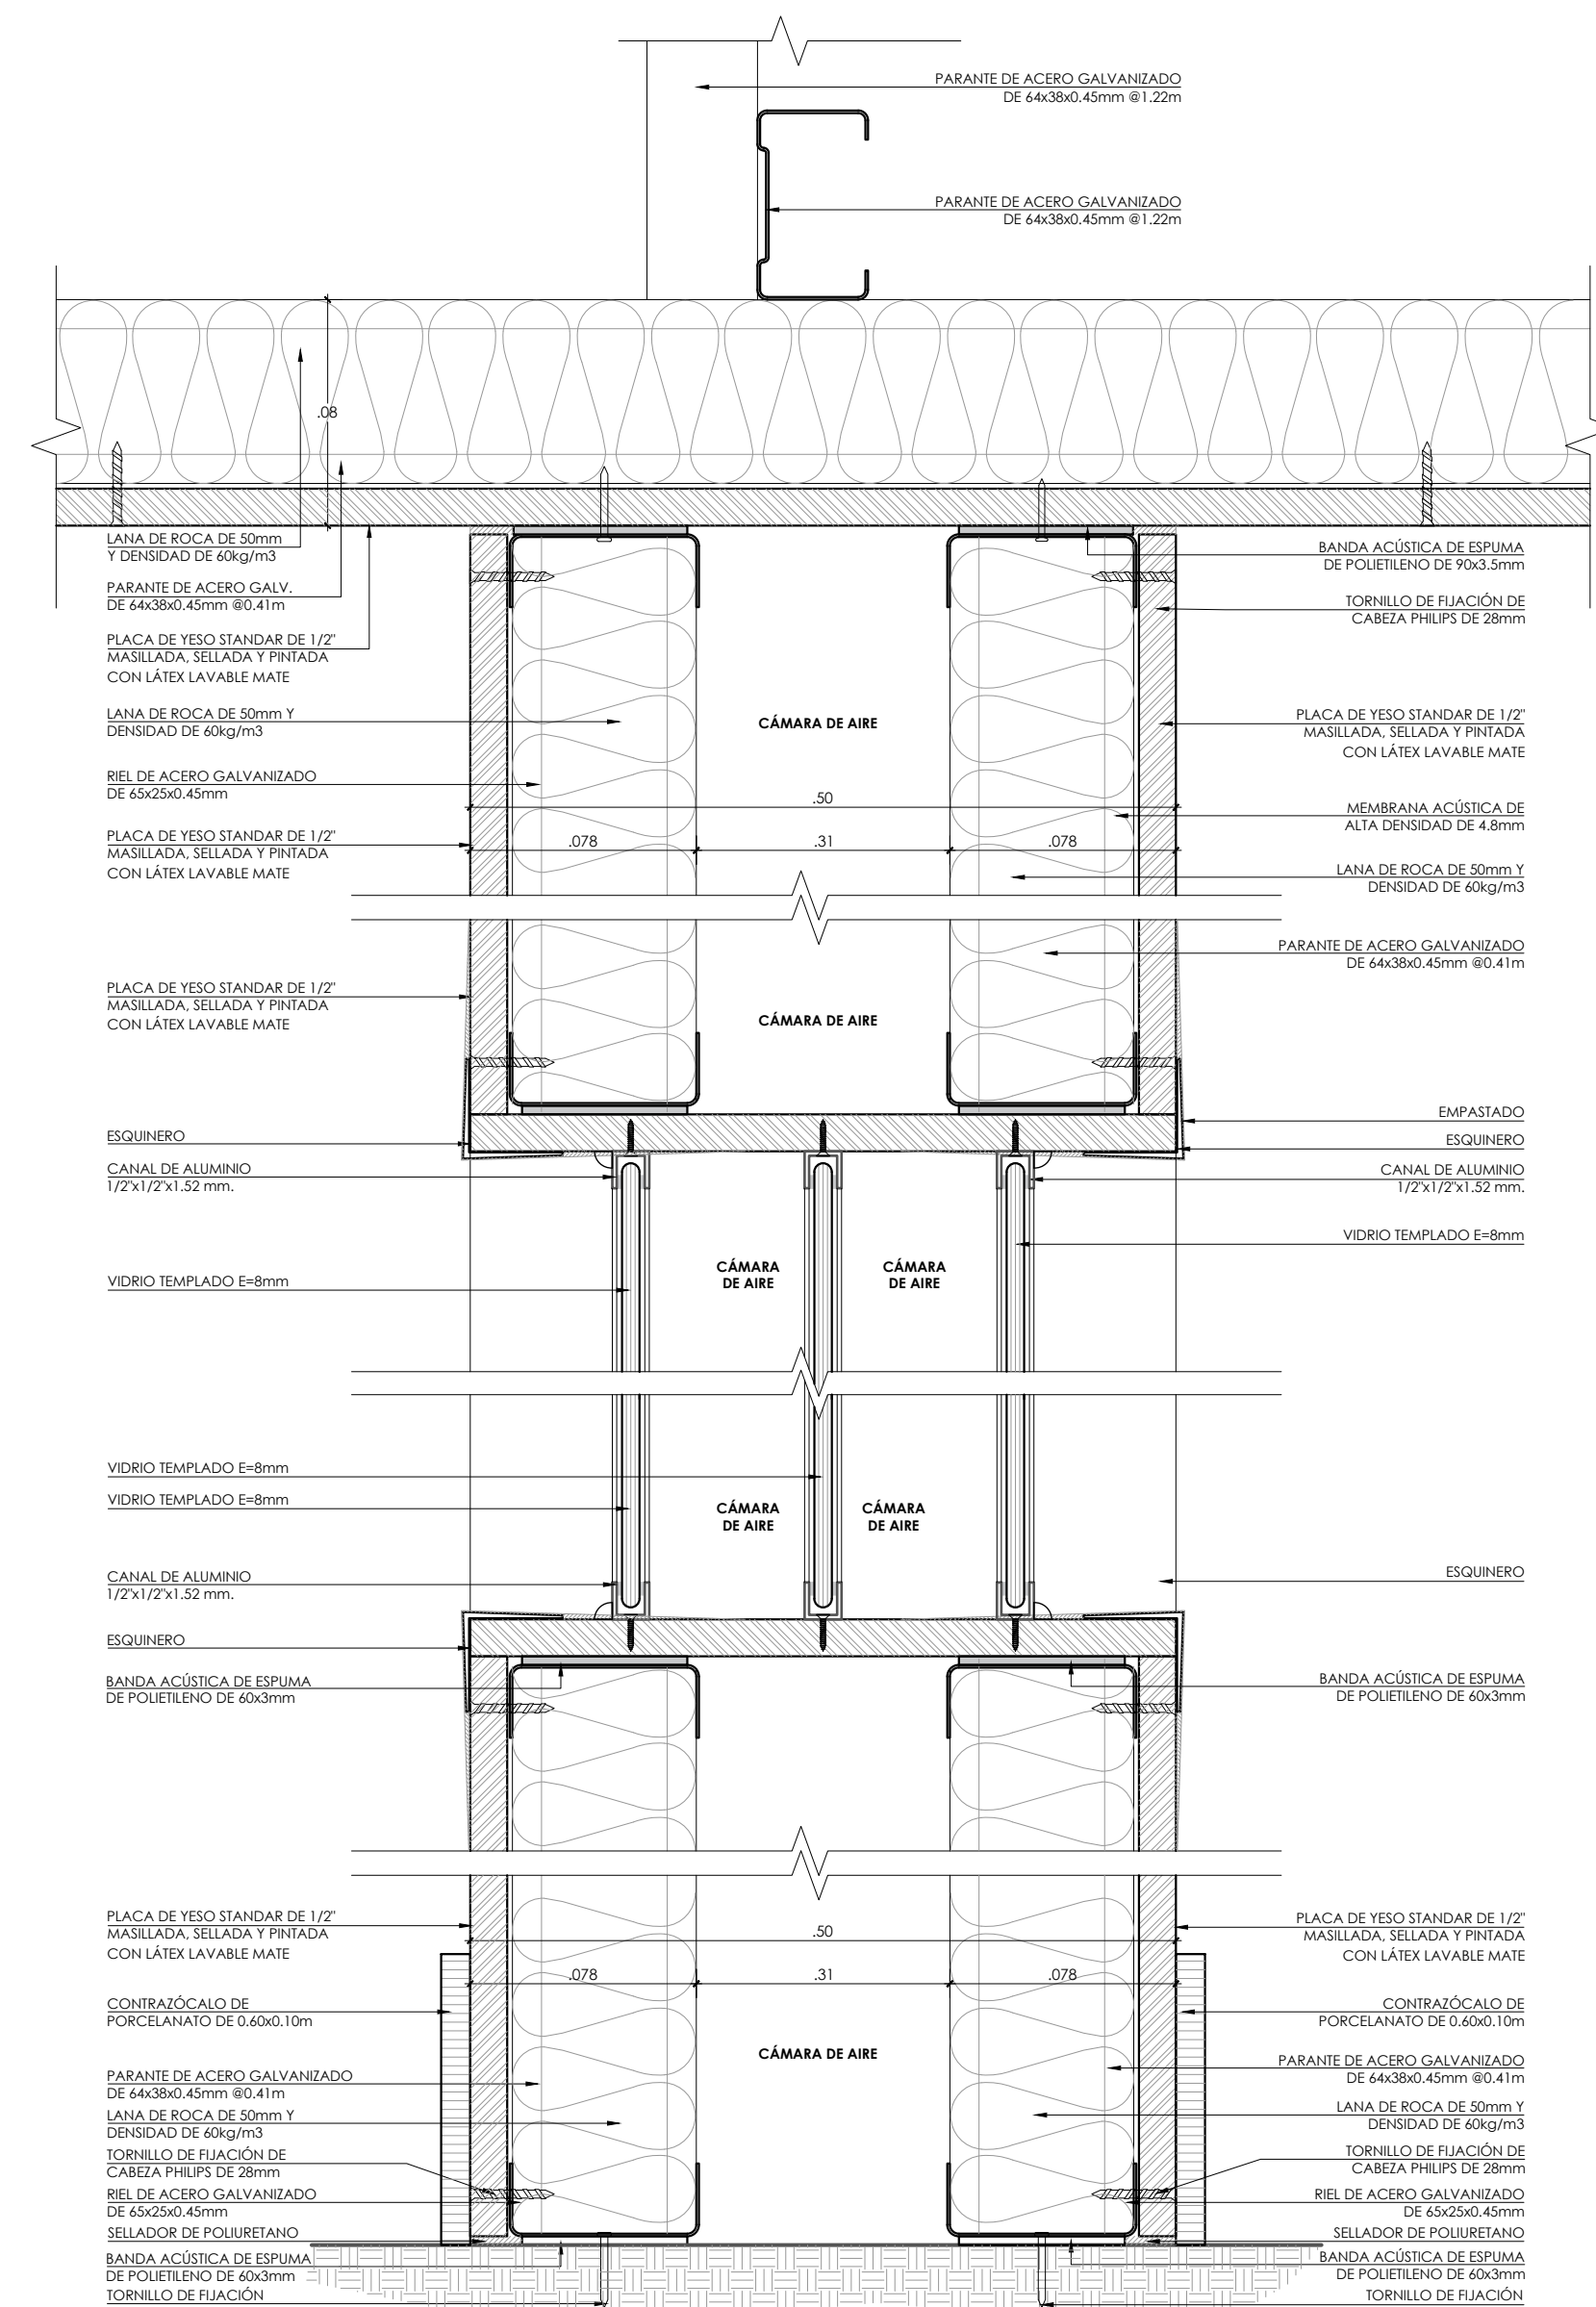 PARANTE DE ACERO GALVANIZADO
DE 64x38x0.45mm @1.22m
PARANTE DE ACERO GALVANIZADO
DE 64x38x0.45mm @1.22m
.08
LANA DE ROCA DE 50mm
Y DENSIDAD DE 60kg/m3
PARANTE DE ACERO GALV.
DE 64x38x0.45mm @0.41m
PLACA DE YESO STANDAR DE 1/2"
MASILLADA, SELLADA Y PINTADA
CON LÁTEX LAVABLE MATE
LANA DE ROCA DE 50mm Y
DENSIDAD DE 60kg/m3
RIEL DE ACERO GALVANIZADO
DE 65x25x0.45mm
PLACA DE YESO STANDAR DE 1/2"
MASILLADA, SELLADA Y PINTADA
CON LÁTEX LAVABLE MATE
PLACA DE YESO STANDAR DE 1/2"
MASILLADA, SELLADA Y PINTADA
CON LÁTEX LAVABLE MATE
CÁMARA DE AIRE
.50
.078
.31
.078
CÁMARA DE AIRE
BANDA ACÚSTICA DE ESPUMA
DE POLIETILENO DE 90x3.5mm
TORNILLO DE FIJACIÓN DE
CABEZA PHILIPS DE 28mm
PLACA DE YESO STANDAR DE 1/2"
MASILLADA, SELLADA Y PINTADA
CON LÁTEX LAVABLE MATE
MEMBRANA ACÚSTICA DE
ALTA DENSIDAD DE 4.8mm
LANA DE ROCA DE 50mm Y
DENSIDAD DE 60kg/m3
PARANTE DE ACERO GALVANIZADO
DE 64x38x0.45mm @0.41m
EMPASTADO
ESQUINERO
CANAL DE ALUMINIO
1/2"x1/2"x1.52 mm.
VIDRIO TEMPLADO E=8mm
ESQUINERO
CANAL DE ALUMINIO
1/2"x1/2"x1.52 mm.
VIDRIO TEMPLADO E=8mm
CÁMARA
DE AIRE
CÁMARA
DE AIRE
VIDRIO TEMPLADO E=8mm
VIDRIO TEMPLADO E=8mm
CÁMARA
DE AIRE
CÁMARA
DE AIRE
CANAL DE ALUMINIO
1/2"x1/2"x1.52 mm.
ESQUINERO
ESQUINERO
BANDA ACÚSTICA DE ESPUMA
DE POLIETILENO DE 60x3mm
BANDA ACÚSTICA DE ESPUMA
DE POLIETILENO DE 60x3mm
PLACA DE YESO STANDAR DE 1/2"
MASILLADA, SELLADA Y PINTADA
CON LÁTEX LAVABLE MATE
CONTRAZÓCALO DE
PORCELANATO DE 0.60x0.10m
PARANTE DE ACERO GALVANIZADO
DE 64x38x0.45mm @0.41m
LANA DE ROCA DE 50mm Y
DENSIDAD DE 60kg/m3
TORNILLO DE FIJACIÓN DE
CABEZA PHILIPS DE 28mm
RIEL DE ACERO GALVANIZADO
DE 65x25x0.45mm
SELLADOR DE POLIURETANO
BANDA ACÚSTICA DE ESPUMA
DE POLIETILENO DE 60x3mm
TORNILLO DE FIJACIÓN
.50
.078
.31
.078
CÁMARA DE AIRE
PLACA DE YESO STANDAR DE 1/2"
MASILLADA, SELLADA Y PINTADA
CON LÁTEX LAVABLE MATE
CONTRAZÓCALO DE
PORCELANATO DE 0.60x0.10m
PARANTE DE ACERO GALVANIZADO
DE 64x38x0.45mm @0.41m
LANA DE ROCA DE 50mm Y
DENSIDAD DE 60kg/m3
TORNILLO DE FIJACIÓN DE
CABEZA PHILIPS DE 28mm
RIEL DE ACERO GALVANIZADO
DE 65x25x0.45mm
SELLADOR DE POLIURETANO
BANDA ACÚSTICA DE ESPUMA
DE POLIETILENO DE 60x3mm
TORNILLO DE FIJACIÓN